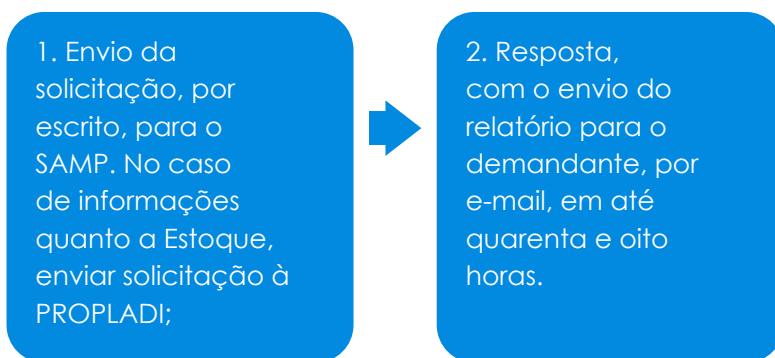 1. Envio da
solicitação, por
escrito, para o
SAMP. No caso
de informações
quanto a Estoque,
enviar solicitação à
PROPLADI;
2. Resposta,
com o envio do
relatório para o
demandante, por
e-mail, em até
quarenta e oito
horas.